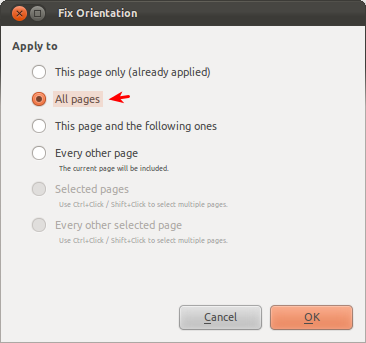 Fix Orientation
Apply to
This page only (already applied)
All pages
This page and the following ones
Every other page
The current page will be included.
Selected pages
Use Ctrl+Click / Shift+Click to select multiple pages.
Every other selected page
Use Ctrl+Click / Shift+Click to select multiple pages.
Cancel
OK